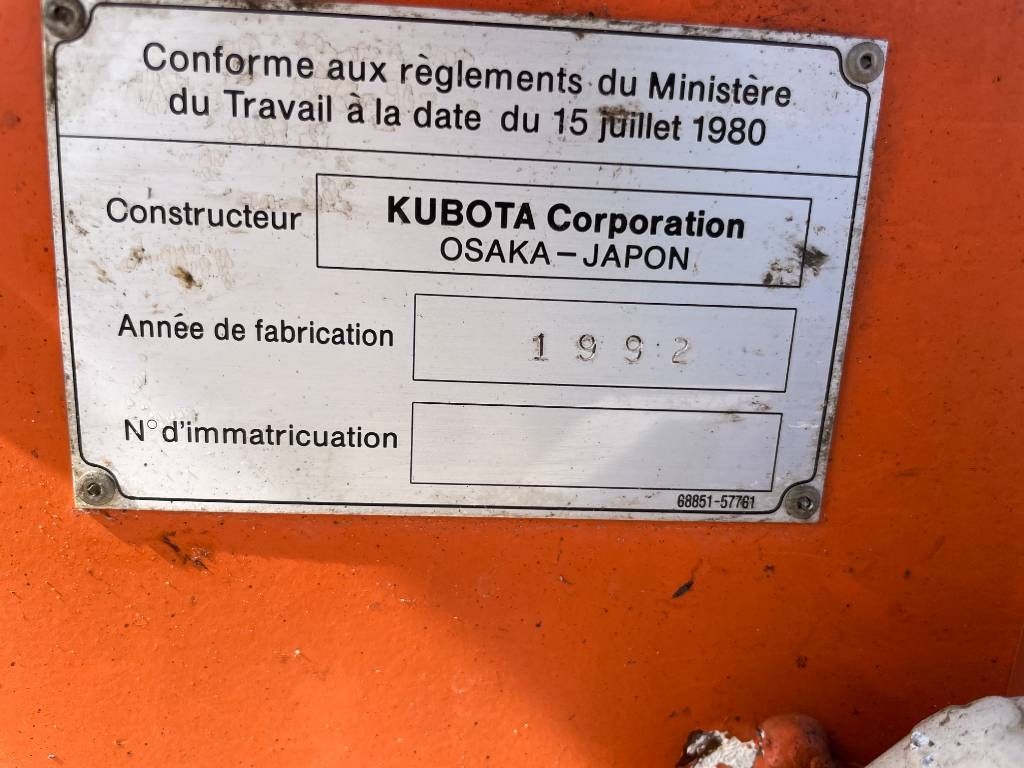 Conforme aux règlements du Ministère
du Travail à la date du 15 juillet 1980
Constructeur
KUBOTA Corporation
OSAKA-JAPON
Année de fabrication
1992
N° d'immatricuation
68851-57761